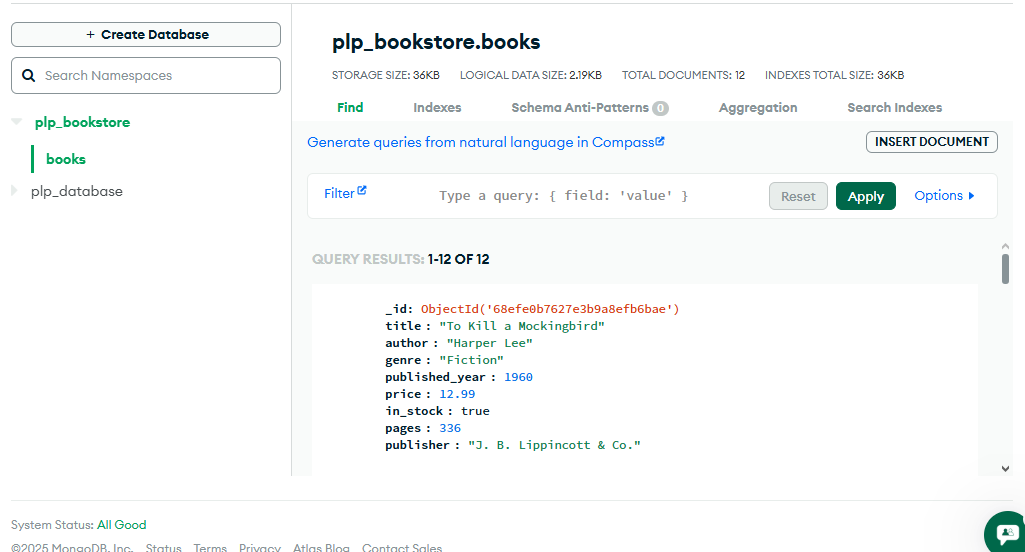 + Create Database
Search Namespaces
plp_bookstore
books
plp_database
plp_bookstore.books
STORAGE SIZE: 36KB LOGICAL DATA SIZE: 2.19KB TOTAL DOCUMENTS: 12 INDEXES TOTAL SIZE: 36KB
Find Indexes Schema Anti-Patterns 0 Aggregation Search Indexes
Generate queries from natural language in Compass
INSERT DOCUMENT
Filter Type a query: { field: 'value' } Reset Apply Options
QUERY RESULTS: 1-12 OF 12
_id: ObjectId('68efe0b7627e3b9a8efb6bae')
title : "To Kill a Mockingbird"
author : "Harper Lee"
genre : "Fiction"
published_year : 1960
price : 12.99
in_stock : true
pages : 336
publisher : "J. B. Lippincott & Co."
System Status: All Good
©2025 MongoDB, Inc. Status Terms Privacy Atlas Blog Contact Sales